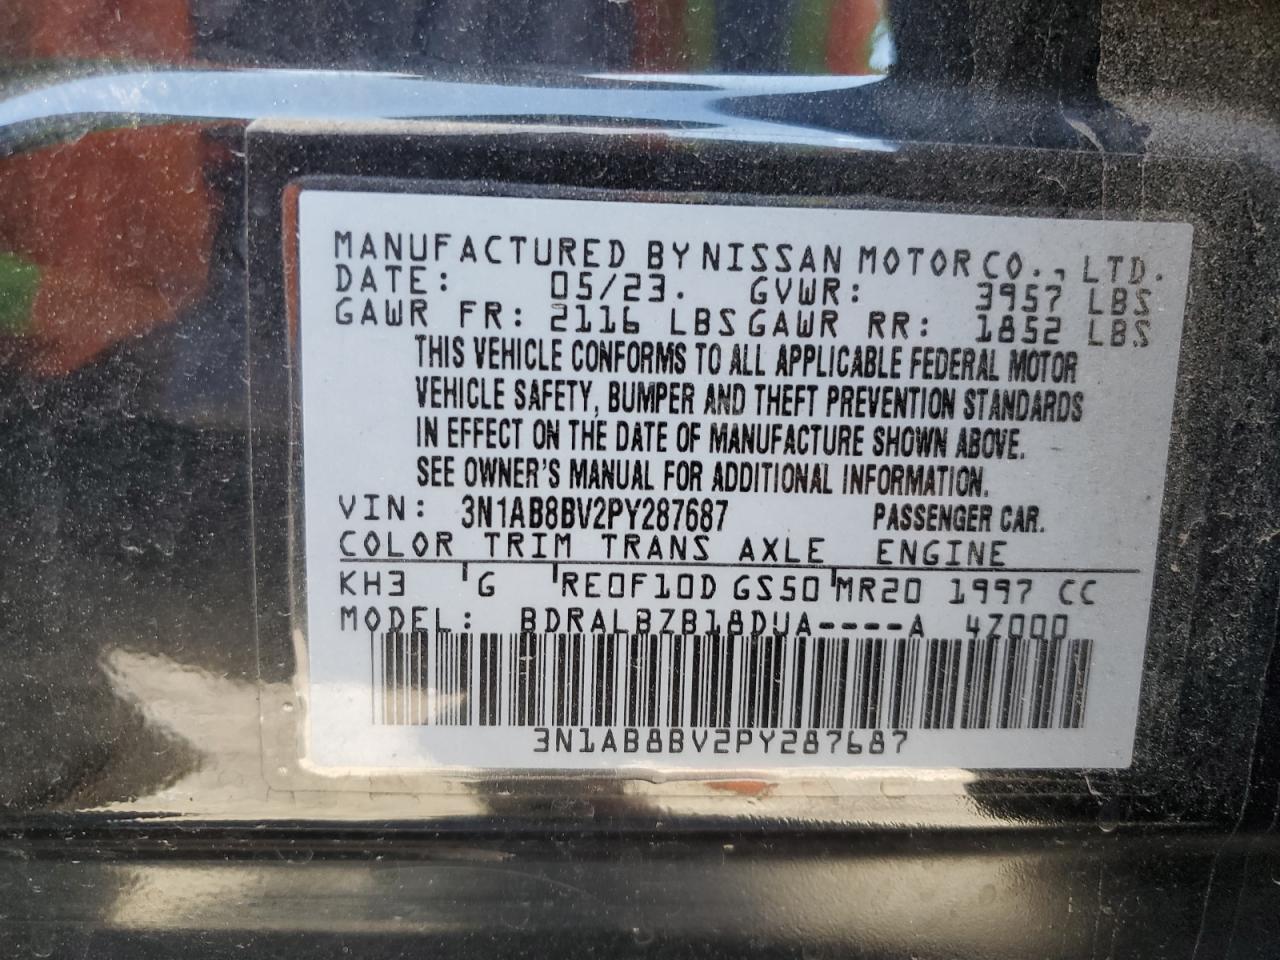 MANUFACTURED BY NISSAN MOTOR CO., LTD.
DATE: 05/23. GVWR: 3957 LBS
GAWR FR: 2116 LBS GAWR RR: 1852 LBS
THIS VEHICLE CONFORMS TO ALL APPLICABLE FEDERAL MOTOR
VEHICLE SAFETY, BUMPER AND THEFT PREVENTION STANDARDS
IN EFFECT ON THE DATE OF MANUFACTURE SHOWN ABOVE.
SEE OWNER'S MANUAL FOR ADDITIONAL INFORMATION.
VIN: 3N1AB8BV2PY287687 PASSENGER CAR.
COLOR TRIM TRANS AXLE ENGINE
KH3 G RE0F10D GS50 MR20 1997 CC
MODEL: BDRALBZB18DUA----A 4Z000
3N1AB8BV2PY287687